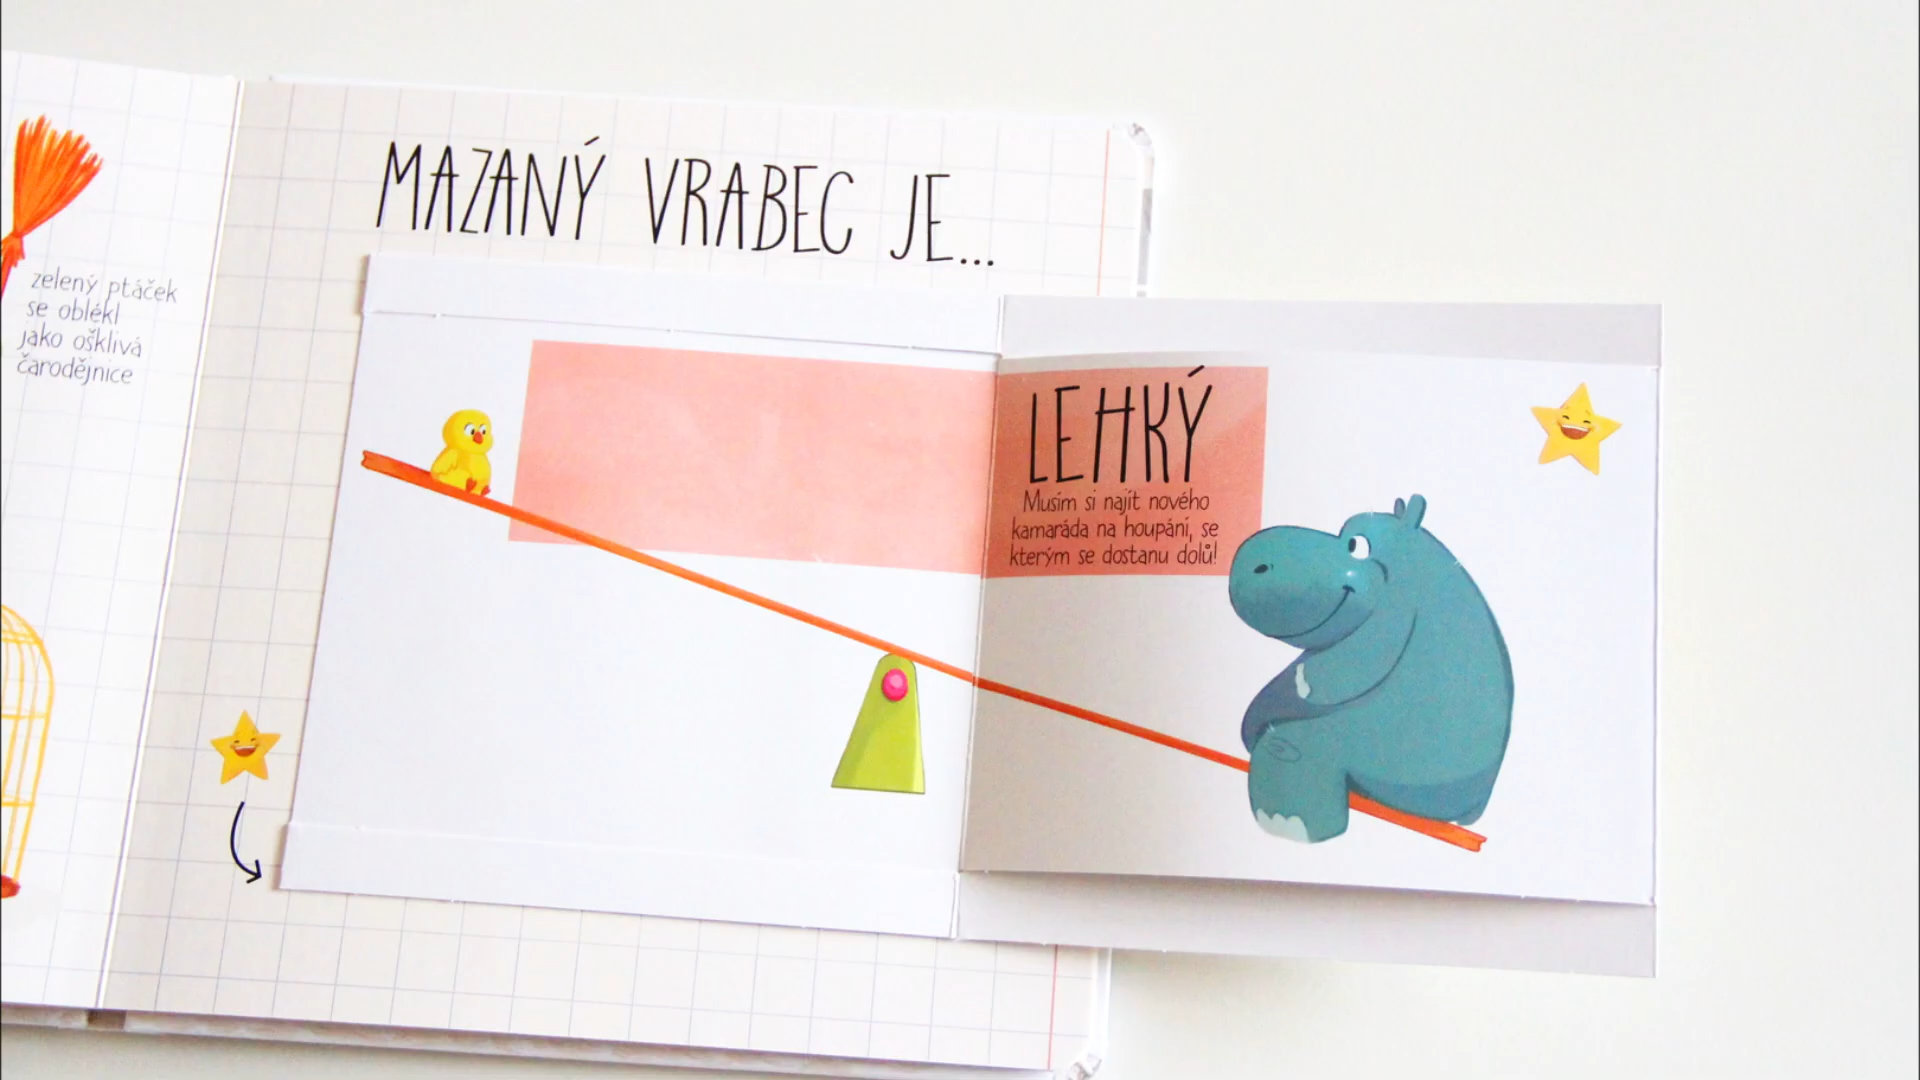 zelený ptáček
se oblékl
jako ošklivá
čarodějnice
MAZANÝ VRABEC JE...
LEHKÝ
Musím si najít nového
kamaráda na houpání, se
kterým se dostanu dolů!